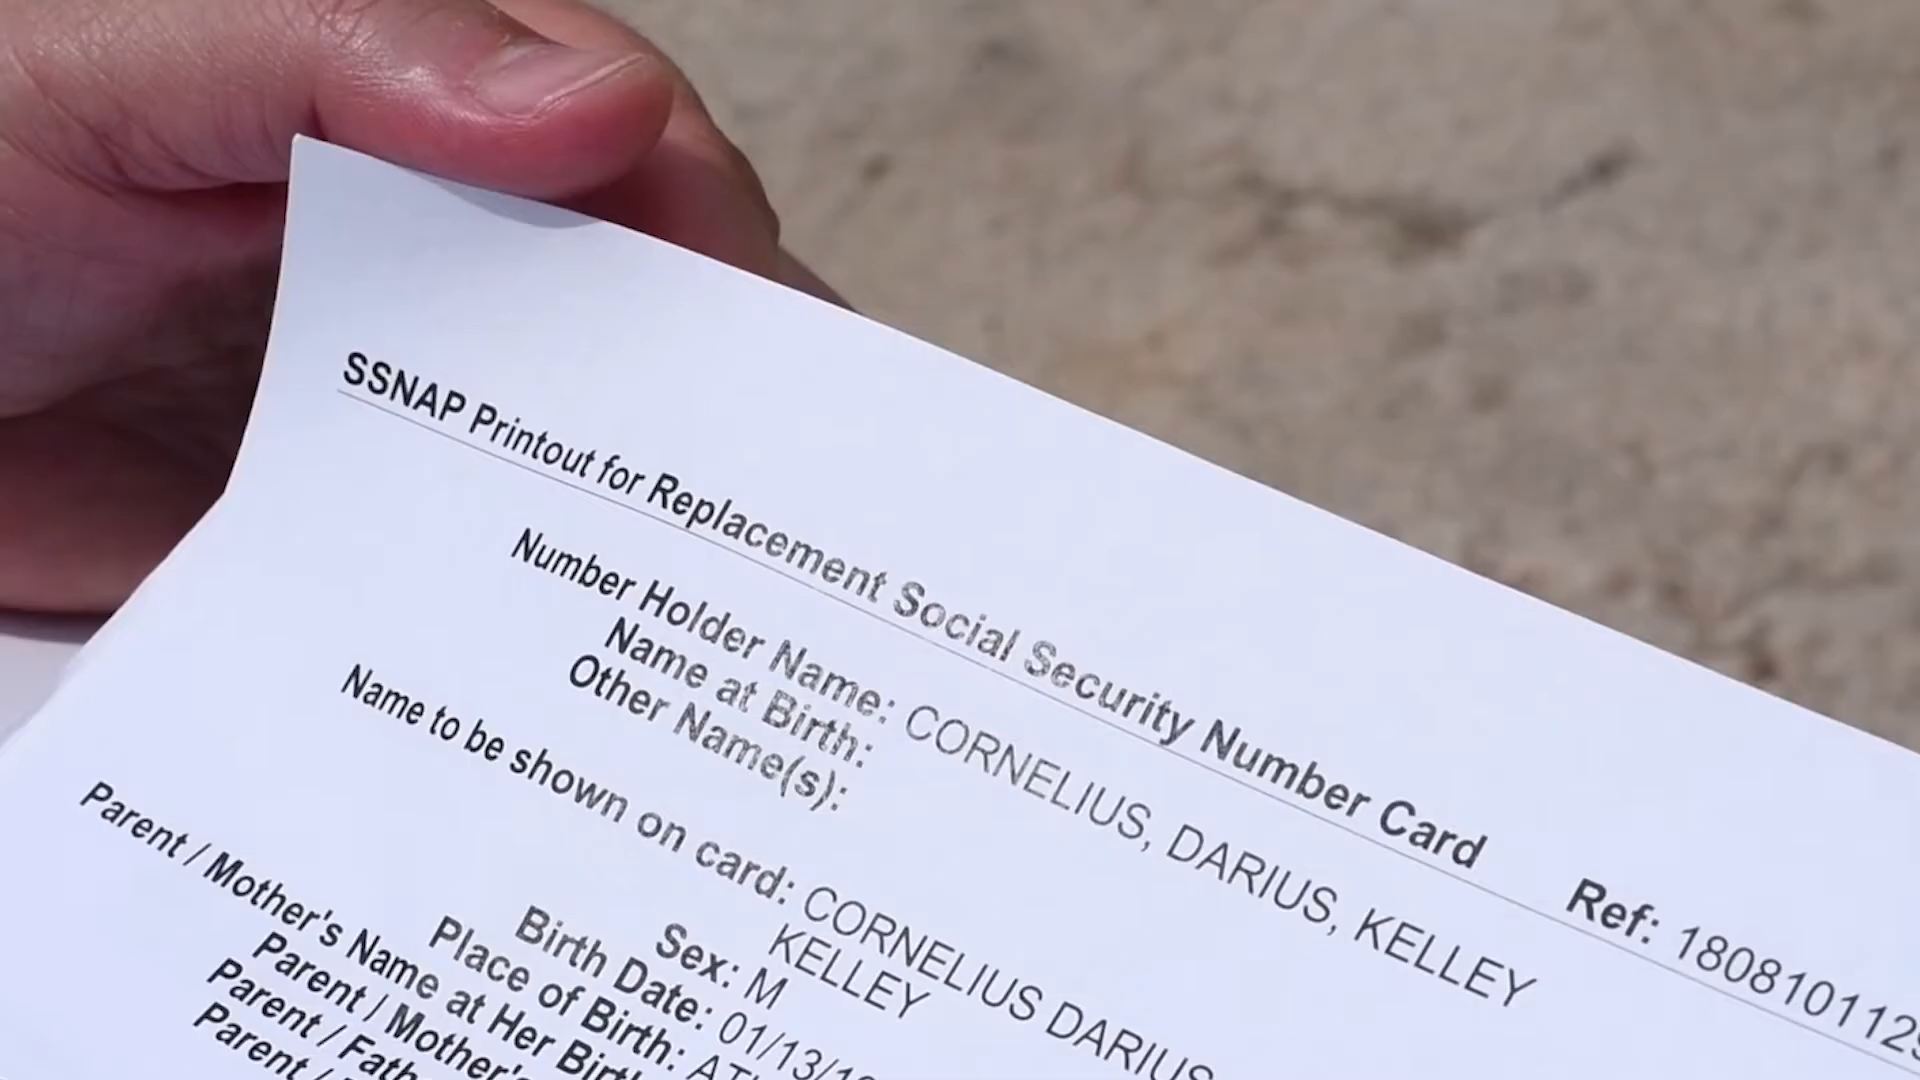 SSNAP Printout for Replacement Social Security Number Card Ref: 180810112
Number Holder Name: CORNELIUS, DARIUS, KELLEY
Name at Birth:
Other Name(s):
Name to be shown on card: CORNELIUS DARIUS
KELLEY
Sex: M
Birth Date: 01/13/
Place of Birth:
Parent / Mother's Name at Her Birth
Parent / Mother's
Parent /
Parent /